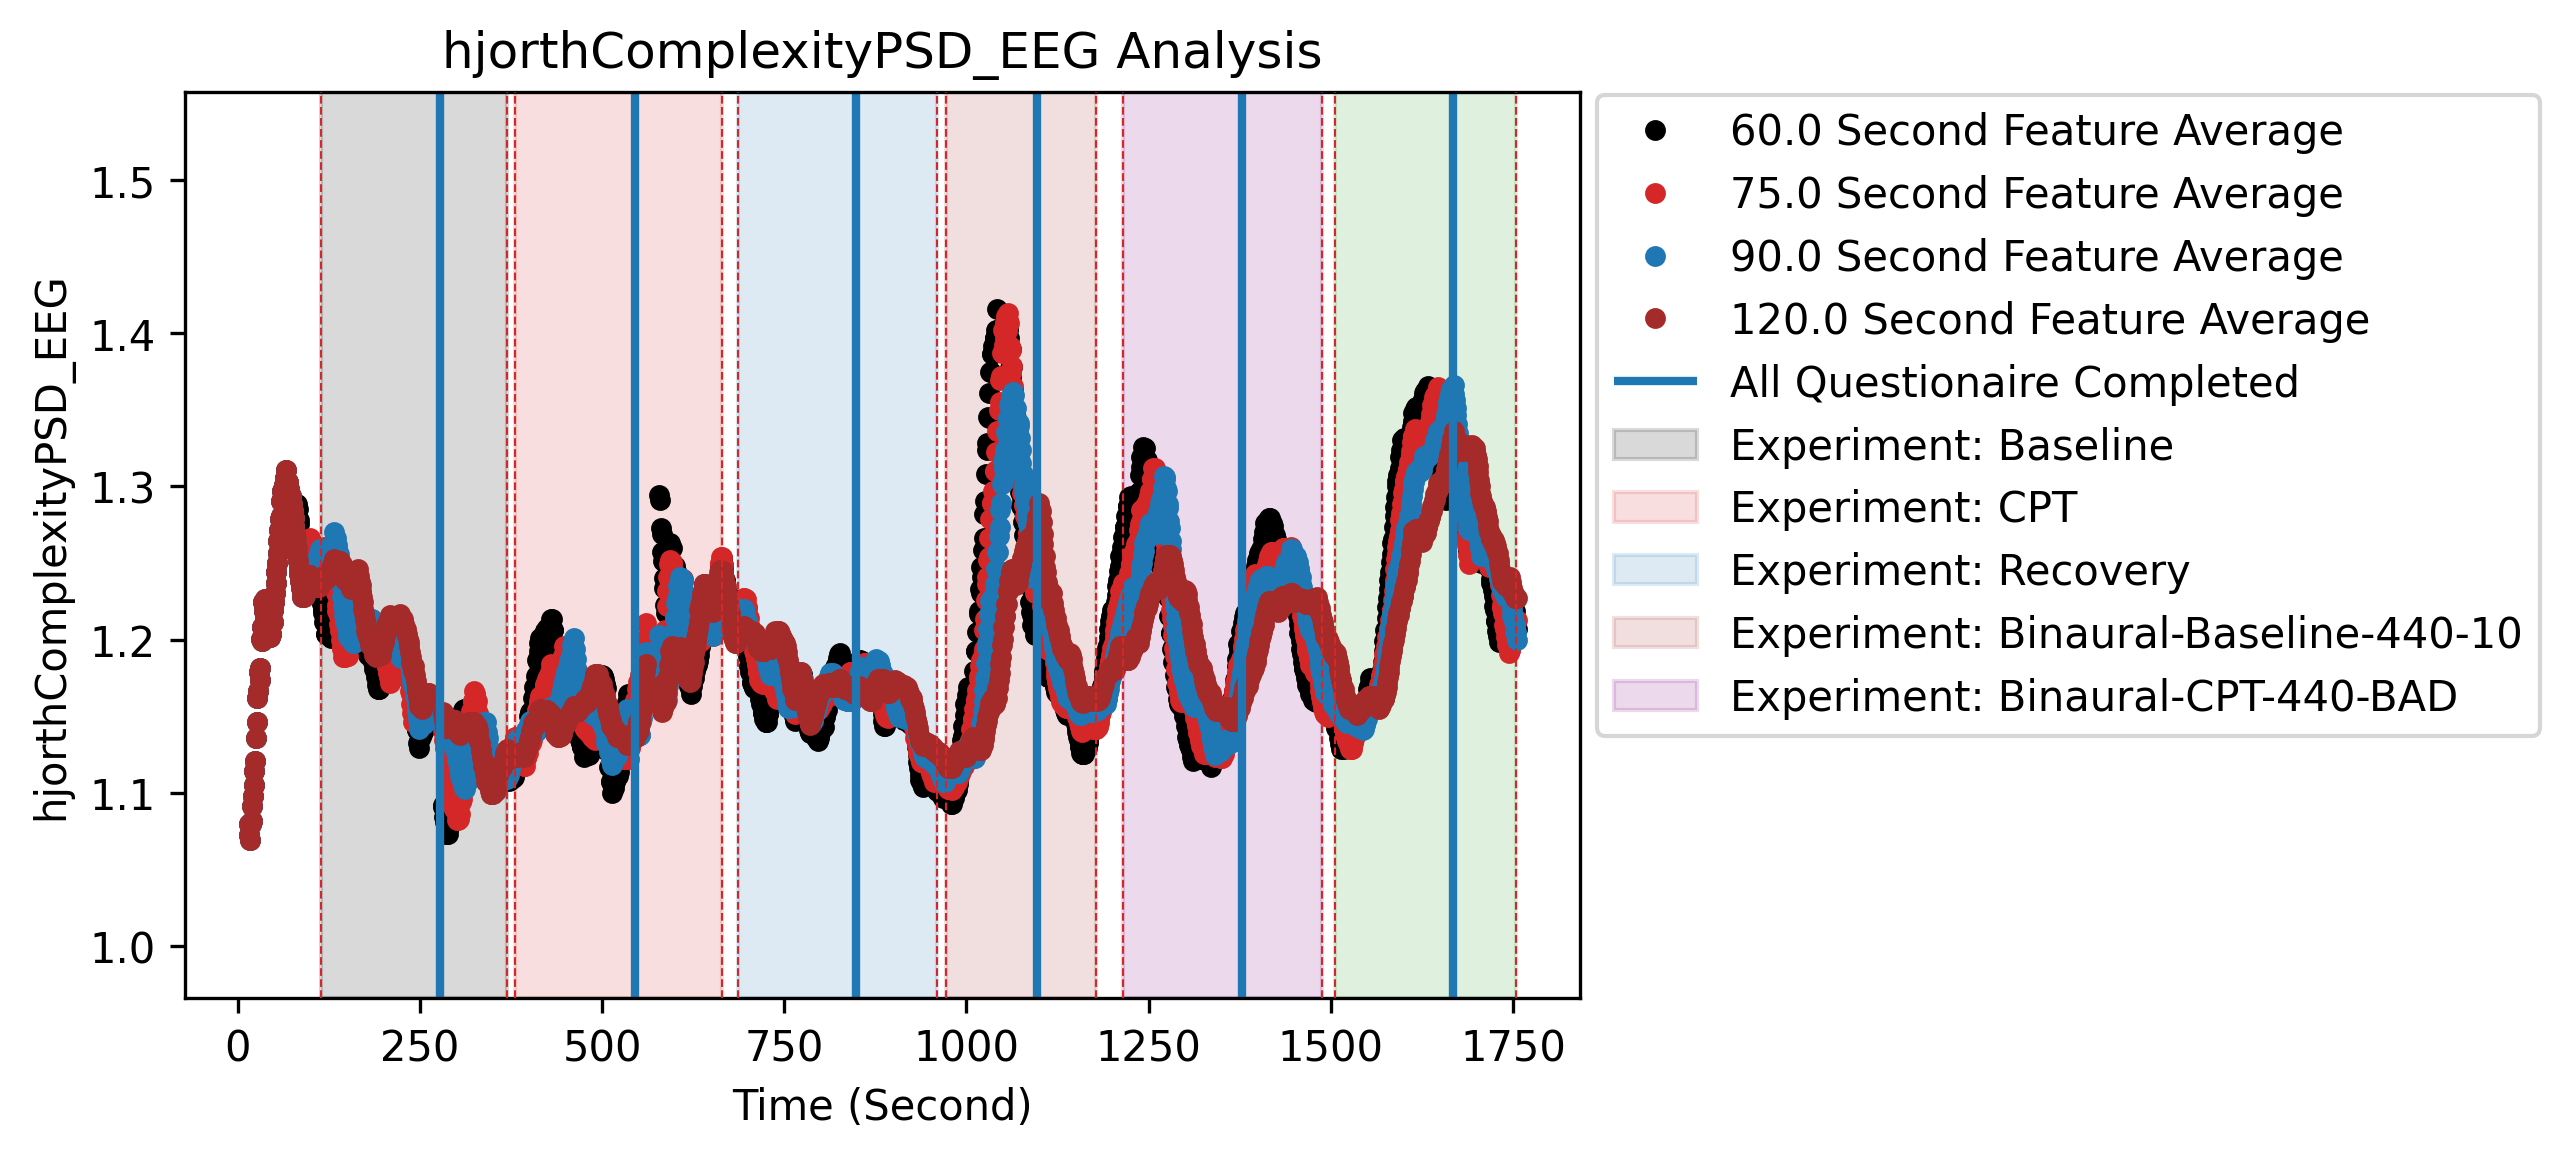 hjorthComplexityPSD_EEG Analysis
hjorthComplexityPSD_EEG
1.5
1.4
1.3
1.2
1.1
1.0
0 250 500 750 1000 1250 1500 1750
Time (Second)
60.0 Second Feature Average
75.0 Second Feature Average
90.0 Second Feature Average
120.0 Second Feature Average
All Questionaire Completed
Experiment: Baseline
Experiment: CPT
Experiment: Recovery
Experiment: Binaural-Baseline-440-10
Experiment: Binaural-CPT-440-BAD